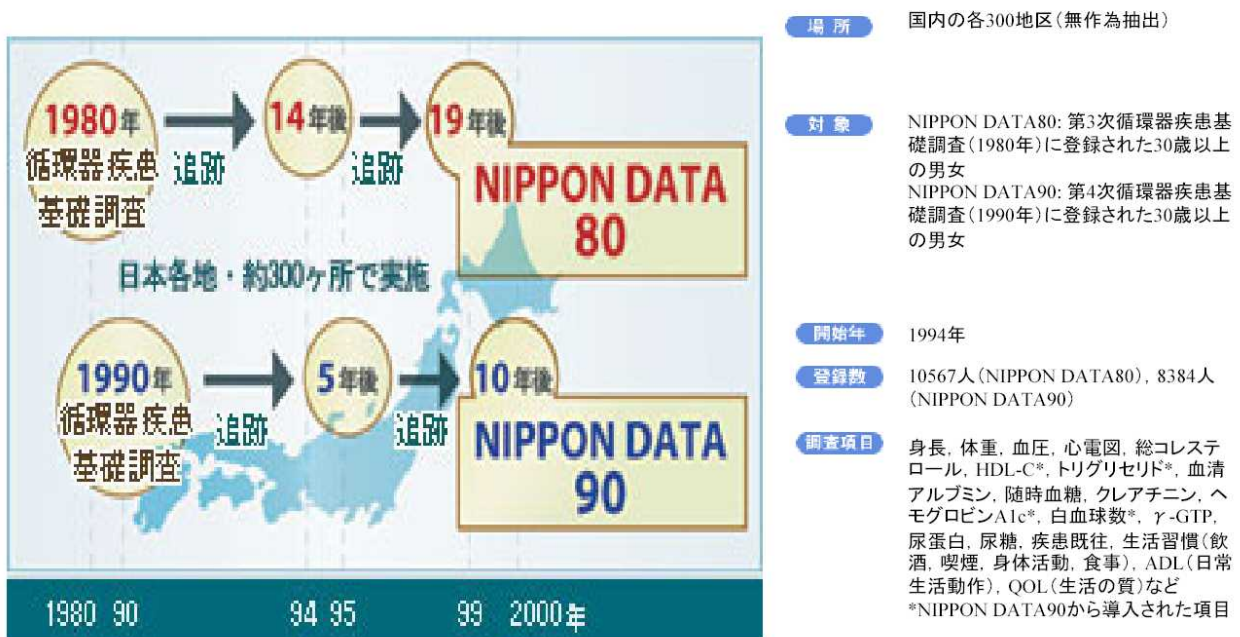 1980年
循環器疾患
基礎調査
追跡
14年後
追跡
19年後
NIPPON DATA
80
日本各地・約300ヶ所で実施
1990年
循環器疾患
基礎調査
追跡
5年後
追跡
10年後
NIPPON DATA
90
1980 90 94 95 99 2000年
場 所
国内の各300地区(無作為抽出)
対 象
NIPPON DATA80: 第3次循環器疾患基
礎調査(1980年)に登録された30歳以上
の男女
NIPPON DATA90: 第4次循環器疾患基
礎調査(1990年)に登録された30歳以上
の男女
開始年
1994年
登録数
10567人(NIPPON DATA80), 8384人
(NIPPON DATA90)
調査項目
身長, 体重, 血圧, 心電図, 総コレステ
ロール, HDL-C*, トリグリセリド*, 血清
アルブミン, 随時血糖, クレアチニン, ヘ
モグロビンA1c*, 白血球数*, γ-GTP,
尿蛋白, 尿糖, 疾患既往, 生活習慣(飲
酒, 喫煙, 身体活動, 食事), ADL(日常
生活動作), QOL(生活の質)など
*NIPPON DATA90から導入された項目